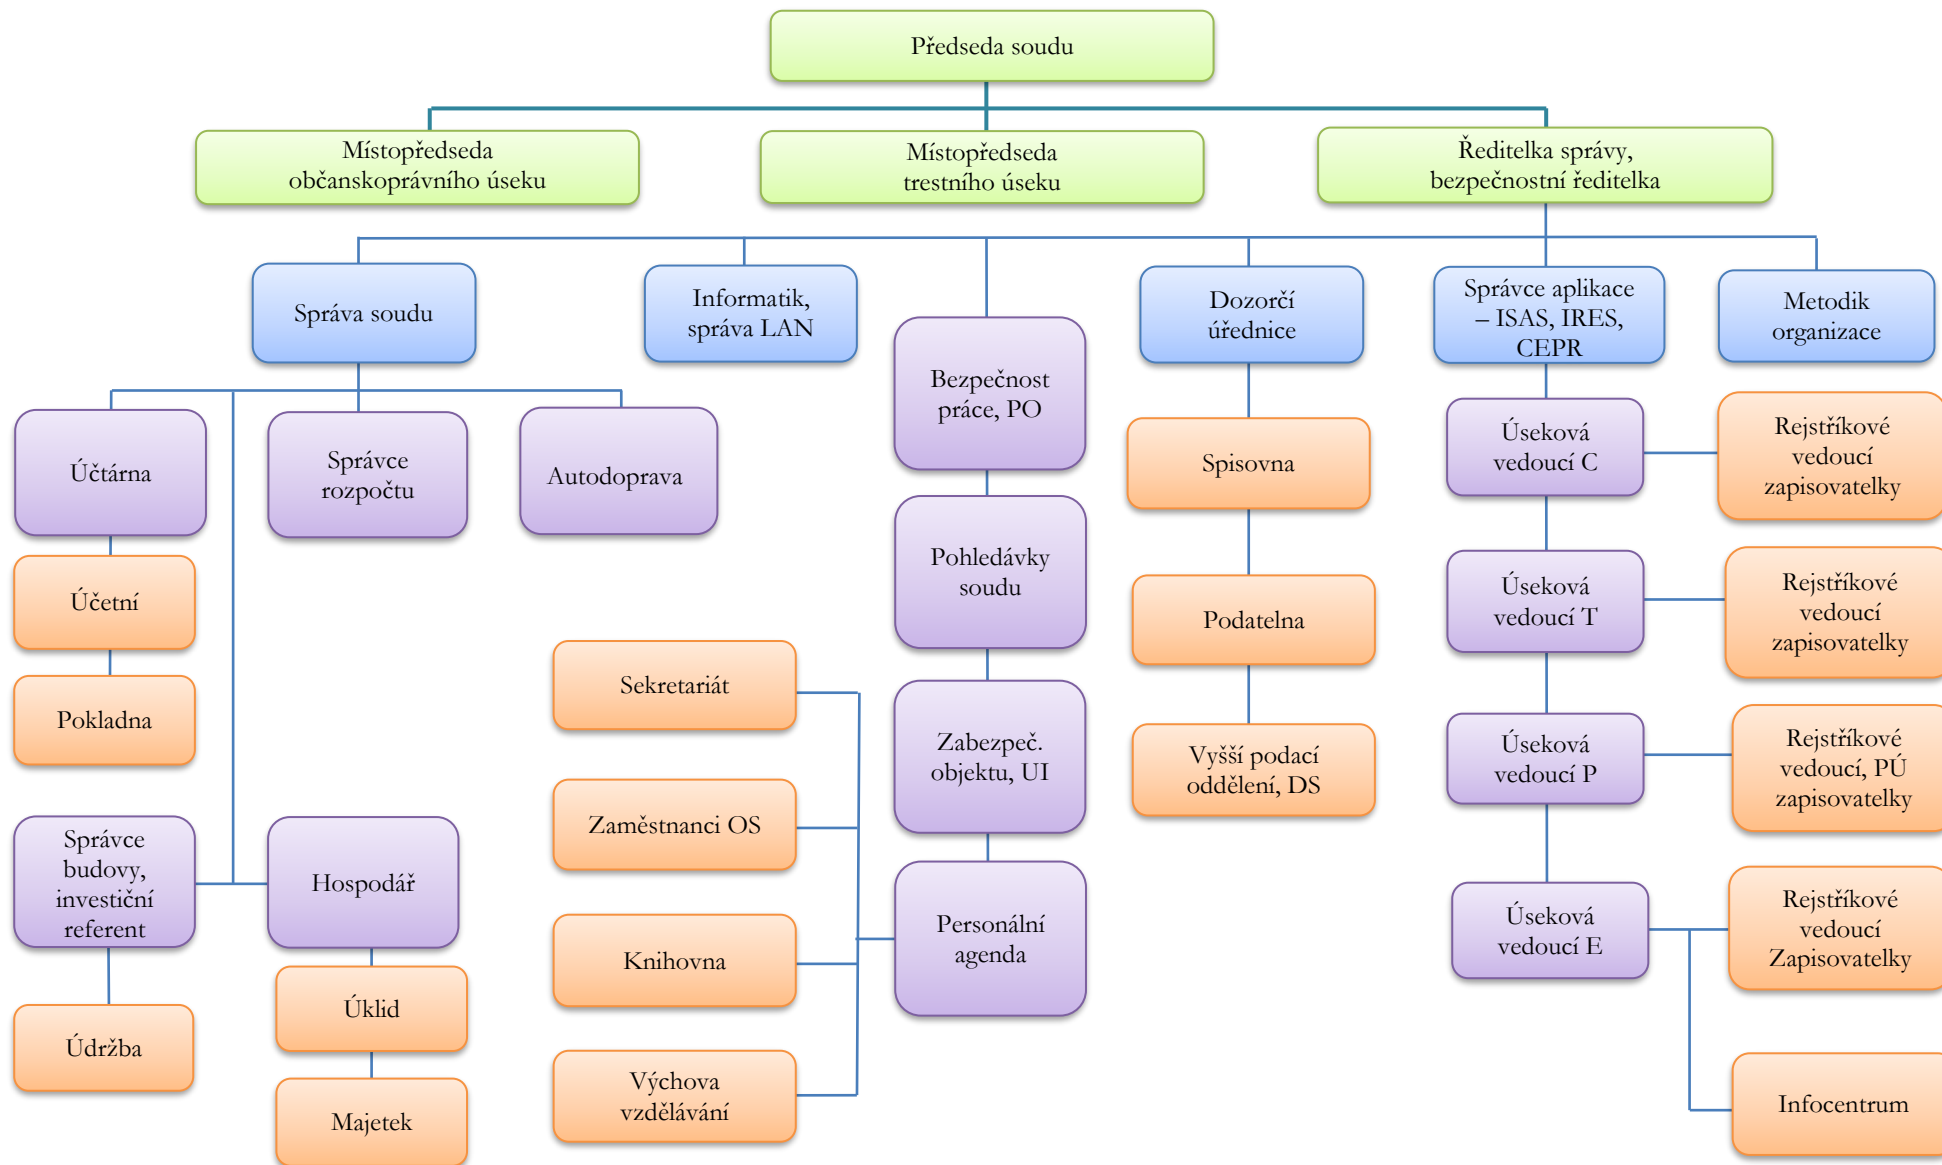 Předseda soudu
Místopředseda
občanskoprávního úseku
Místopředseda
trestního úseku
Ředitelka správy,
bezpečnostní ředitelka
Správa soudu
Informatik,
správa LAN
Dozorčí
úřednice
Správce aplikace
– ISAS, IRES,
CEPR
Metodik
organizace
Bezpečnost
práce, PO
Účtárna
Správce
rozpočtu
Autodoprava
Spisovna
Úseková
vedoucí C
Rejstříkové
vedoucí
zapisovatelky
Účetní
Pohledávky
soudu
Podatelna
Úseková
vedoucí T
Rejstříkové
vedoucí
zapisovatelky
Pokladna
Sekretariát
Zabezpeč.
objektu, UI
Vyšší podací
oddělení, DS
Úseková
vedoucí P
Rejstříkové
vedoucí, PÚ
zapisovatelky
Správce
budovy,
investiční
referent
Hospodář
Zaměstnanci OS
Personální
agenda
Úseková
vedoucí E
Rejstříkové
vedoucí
Zapisovatelky
Knihovna
Údržba
Úklid
Majetek
Výchova
vzdělávání
Infocentrum